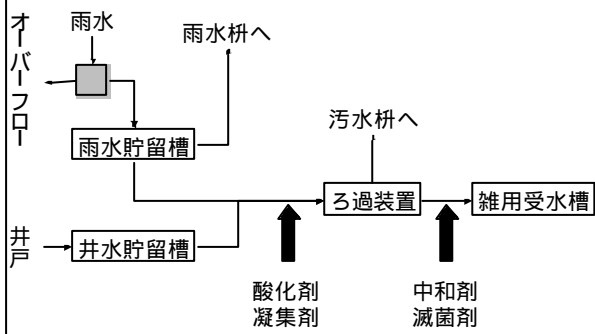 オーバーフロー
雨水
雨水枡へ
雨水貯留槽
汚水枡へ
ろ過装置
雑用受水槽
井戸
井水貯留槽
酸化剤
凝集剤
中和剤
滅菌剤